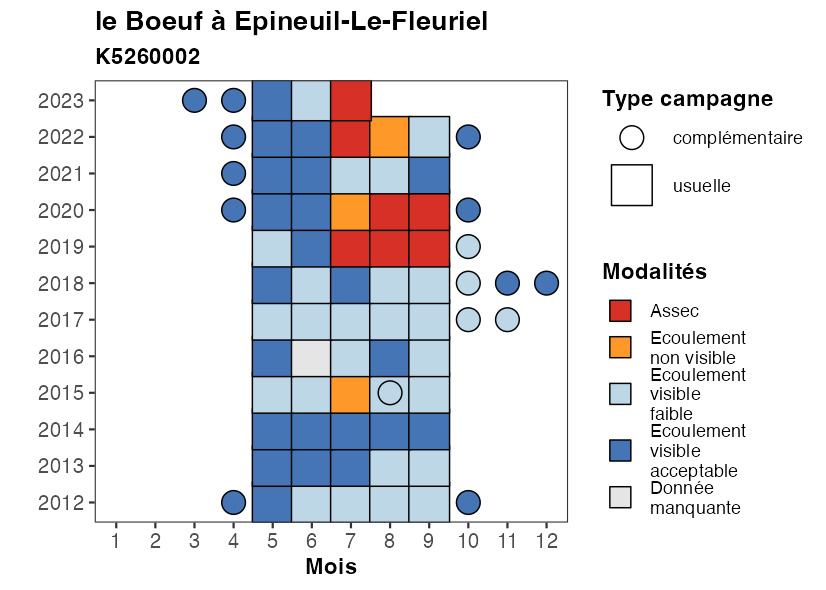 le Boeuf à Epineuil-Le-Fleuriel
K5260002
2023
2022
2021
2020
2019
2018
2017
2016
2015
2014
2013
2012
1 2 3 4 5 6 7 8 9 10 11 12
Mois
Type campagne
complémentaire
usuelle
Modalités
Assec
Ecoulement
non visible
Ecoulement
visible
faible
Ecoulement
visible
acceptable
Donnée
manquante